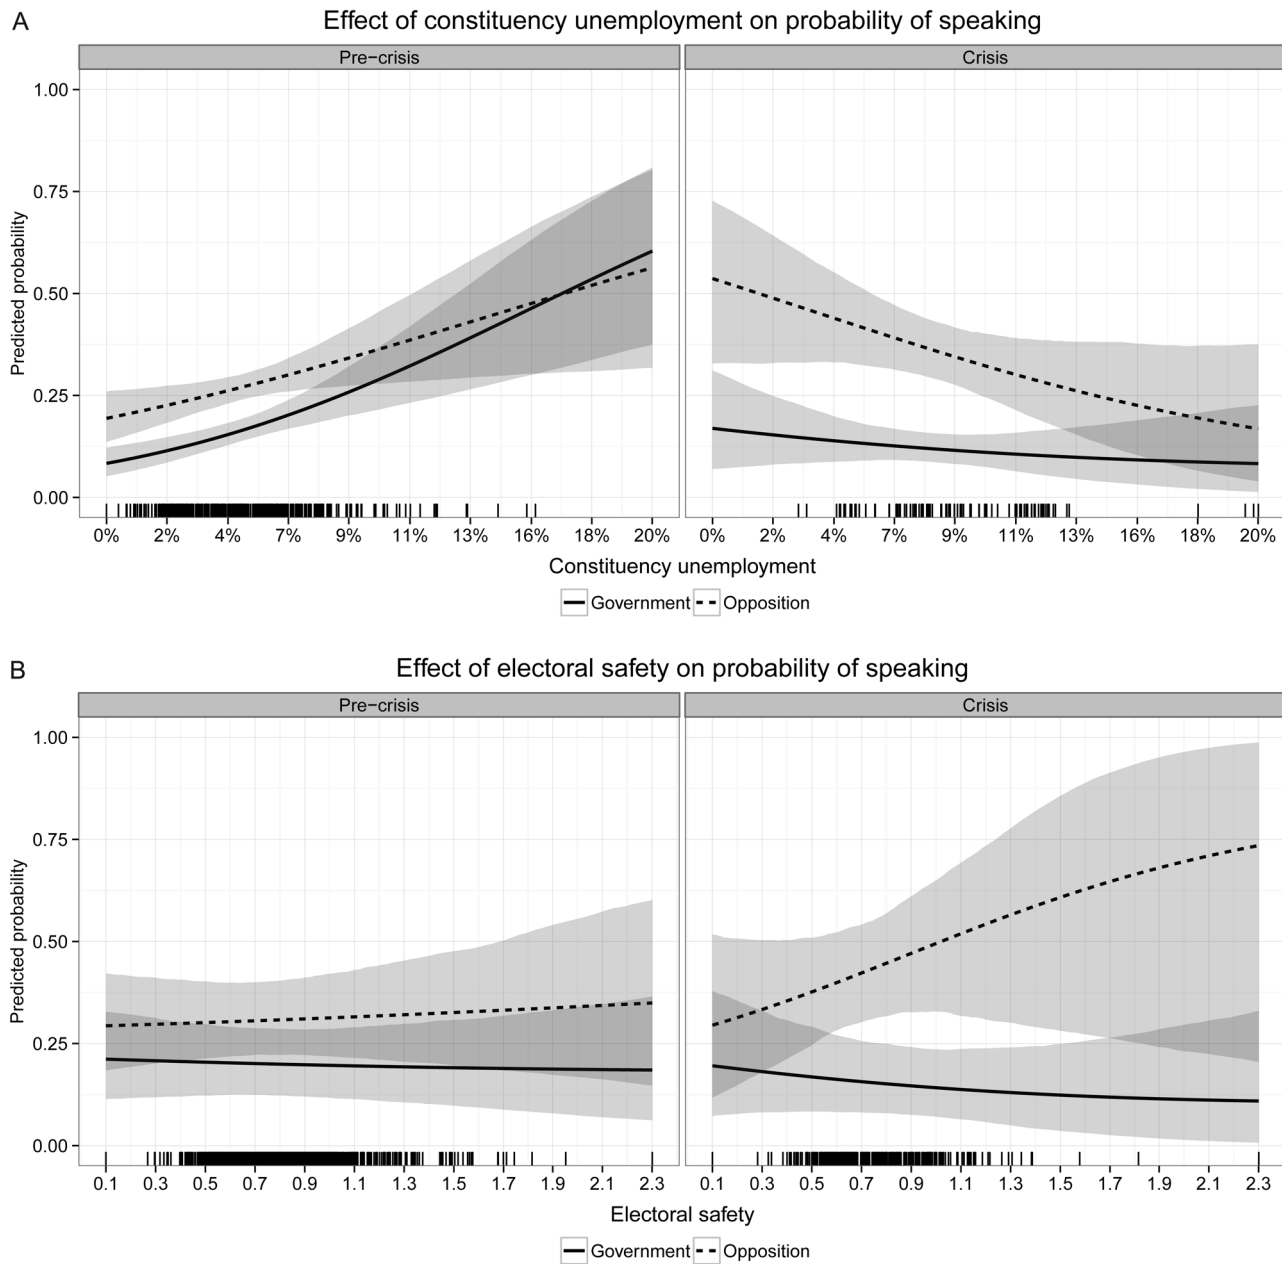 A
Effect of constituency unemployment on probability of speaking
Pre−crisis
Crisis
Predicted probability
1.00
0.75
0.50
0.25
0.00
0% 2% 4% 7% 9% 11% 13% 16% 18% 20%
0% 2% 4% 7% 9% 11% 13% 16% 18% 20%
Constituency unemployment
Government Opposition
B
Effect of electoral safety on probability of speaking
Pre−crisis
Crisis
Predicted probability
1.00
0.75
0.50
0.25
0.00
0.1 0.3 0.5 0.7 0.9 1.1 1.3 1.5 1.7 1.9 2.1 2.3
0.1 0.3 0.5 0.7 0.9 1.1 1.3 1.5 1.7 1.9 2.1 2.3
Electoral safety
Government Opposition